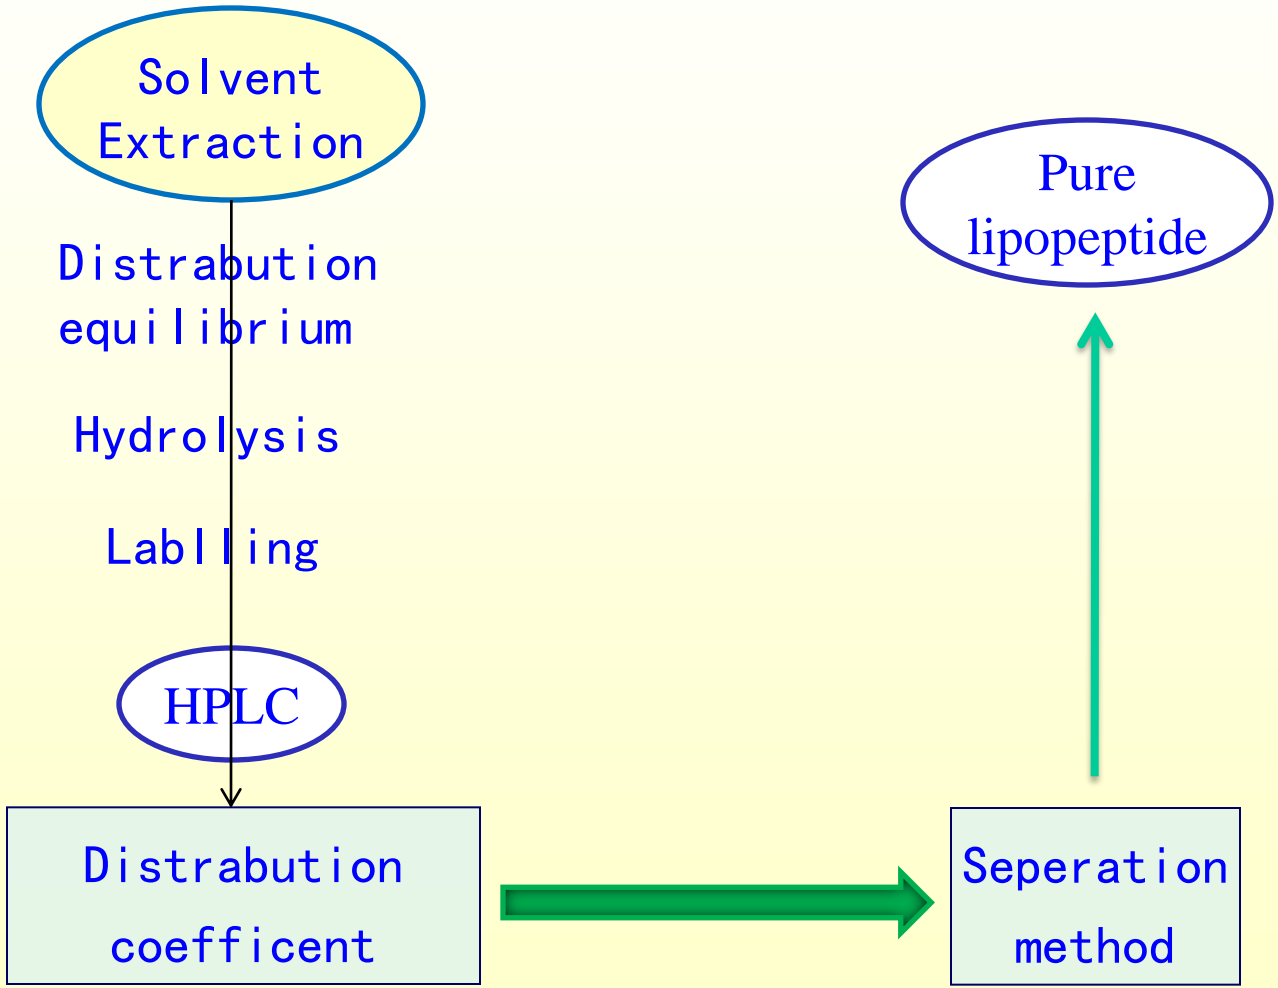 Solvent
Extraction
Distrabution
equilibrium
Hydrolysis
Lablling
HPLC
Distrabution
coefficent
Seperation
method
Pure
lipopeptide